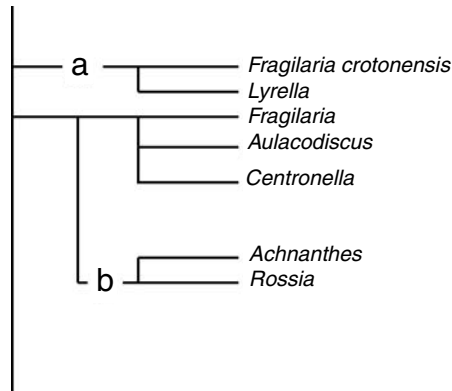 a
Fragilaria crotonensis
Lyrella
Fragilaria
Aulacodiscus
Centronella
Achnanthes
b
Rossia